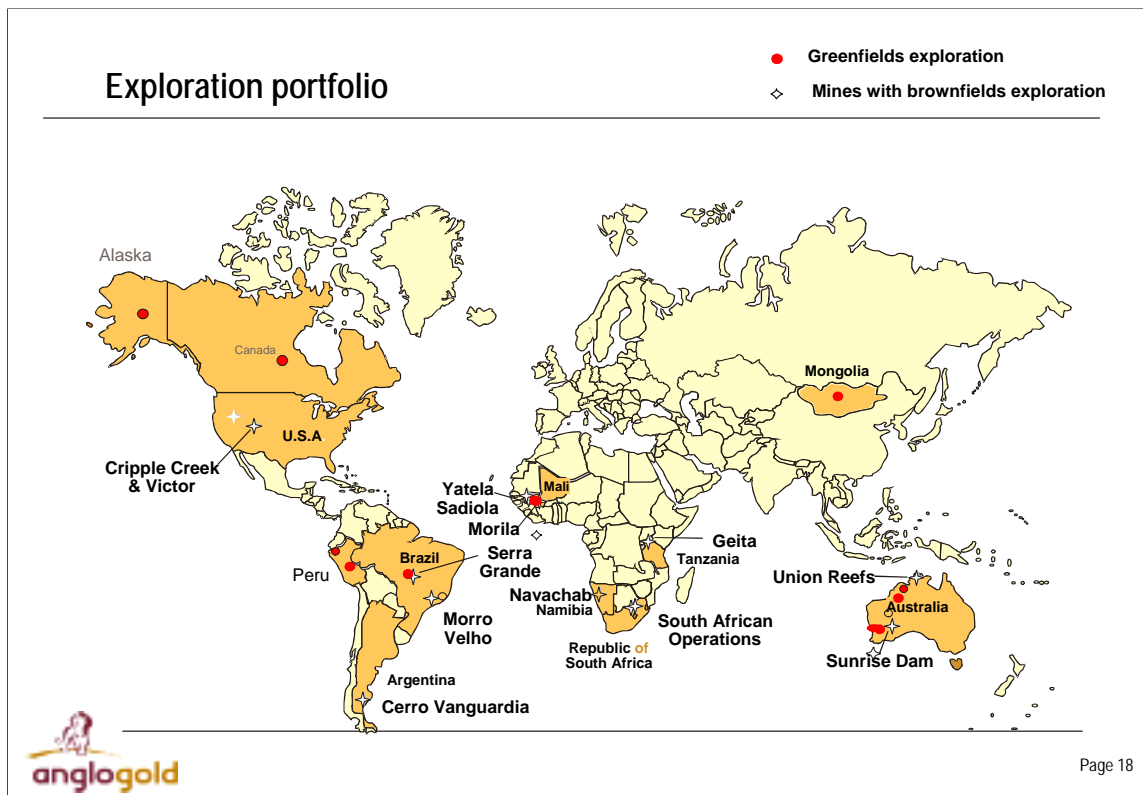 Exploration portfolio
Greenfields exploration
Mines with brownfields exploration
Alaska
Canada
U.S.A
Cripple Creek
& Victor
Mongolia
Mali
Yatela
Sadiola
Morila
Geita
Tanzania
Peru
Brazil
Serra
Grande
Morro
Velho
Navachab
Namibia
South African
Operations
Republic of
South Africa
Union Reefs
Australia
Sunrise Dam
Argentina
Cerro Vanguardia
anglogold
Page 18